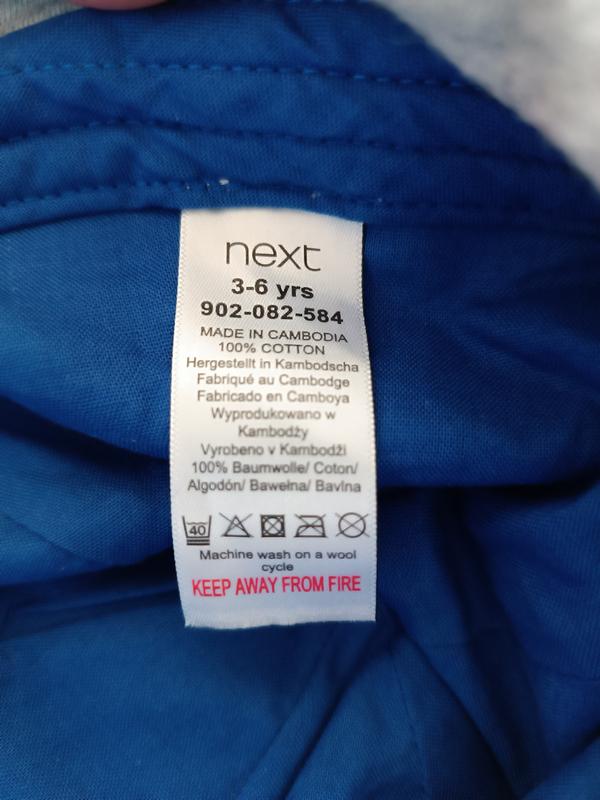 next
3-6 yrs
902-082-584
MADE IN CAMBODIA
100% COTTON
Hergestellt in Kambodscha
Fabriqué au Cambodge
Fabricado en Camboya
Wyprodukowano w
Kambodży
Vyrobeno v Kambodži
100% Baumwolle/ Coton/
Algodón/ Bawełna/ Bavlna
40
Machine wash on a wool
cycle
KEEP AWAY FROM FIRE